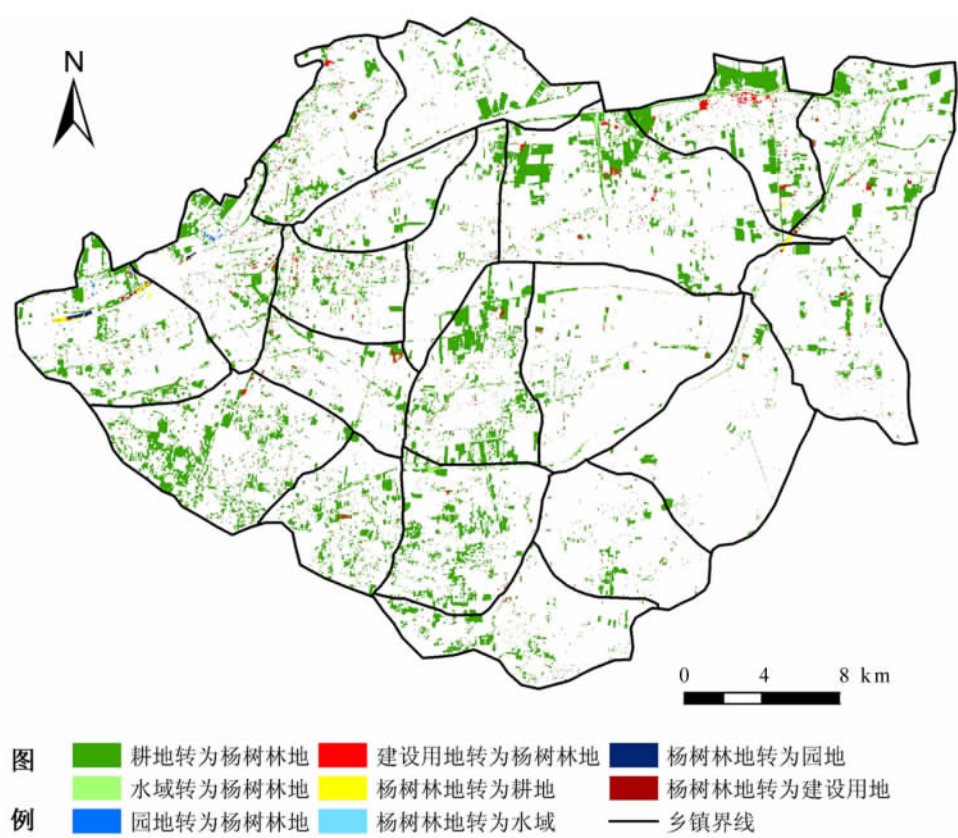 N
0 4 8 km
图 耕地转为杨树林地 建设用地转为杨树林地 杨树林地转为园地
水域转为杨树林地 杨树林地转为耕地 杨树林地转为建设用地
例 园地转为杨树林地 杨树林地转为水域 乡镇界线